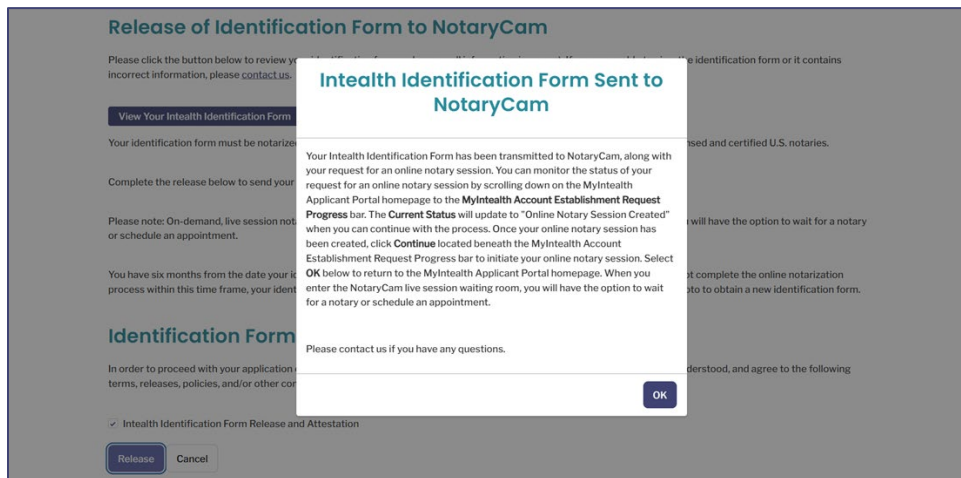 Release of Identification Form to NotaryCam
Please click the button below to review
incorrect information, please contact us.
the identification form or it contains
View Your Intealth Identification Form
Your identification form must be notarized
licensed and certified U.S. notaries.
Complete the release below to send your
Please note: On-demand, live session
will have the option to wait for a notary
or schedule an appointment.
You have six months from the date your
not complete the online notarization
process within this time frame, your
photo to obtain a new identification form.
Identification Form
In order to proceed with your application
understood, and agree to the following
terms, releases, policies, and/or other
Intealth Identification Form Release and Attestation
Release
Cancel
Intealth Identification Form Sent to
NotaryCam
Your Intealth Identification Form has been transmitted to NotaryCam, along with
your request for an online notary session. You can monitor the status of your
request for an online notary session by scrolling down on the MyIntealth
Applicant Portal homepage to the MyIntealth Account Establishment Request
Progress bar. The Current Status will update to "Online Notary Session Created"
when you can continue with the process. Once your online notary session has
been created, click Continue located beneath the MyIntealth Account
Establishment Request Progress bar to initiate your online notary session. Select
OK below to return to the MyIntealth Applicant Portal homepage. When you
enter the NotaryCam live session waiting room, you will have the option to wait
for a notary or schedule an appointment.
Please contact us if you have any questions.
OK